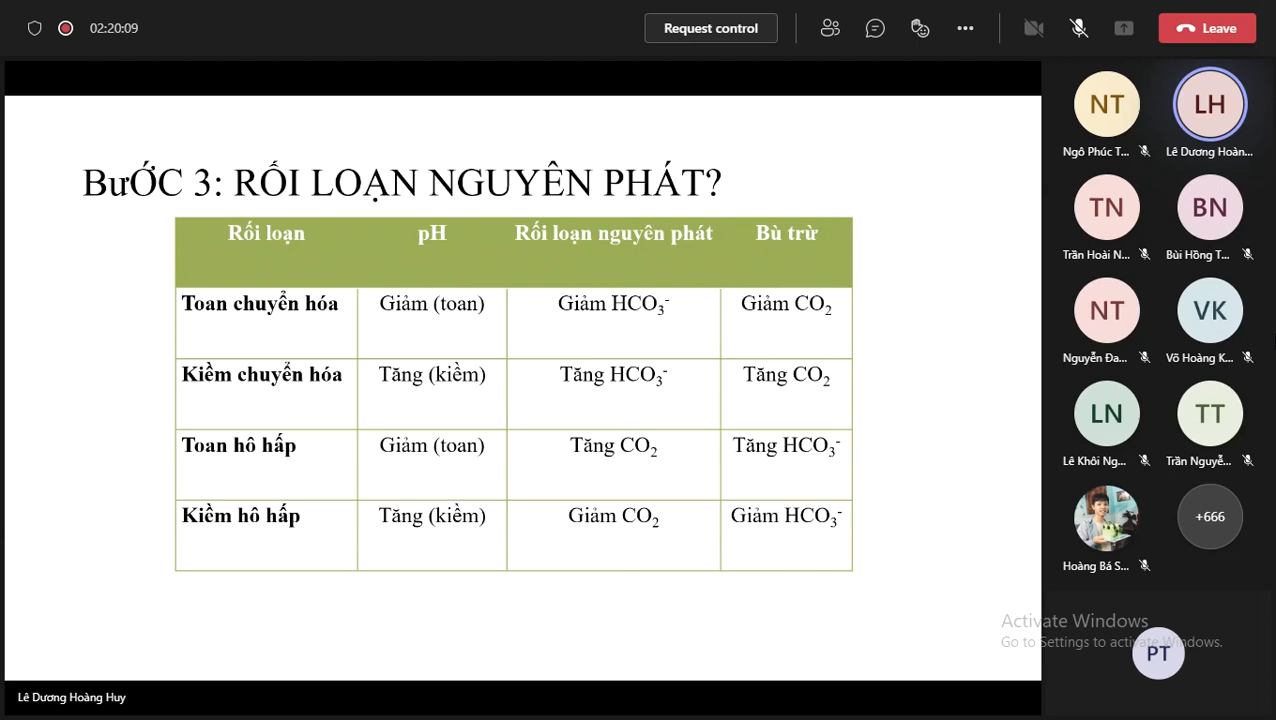 02:20:09
Request control
Leave
BƯỚC 3: RỐI LOẠN NGUYÊN PHÁT?
Rối loạn pH Rối loạn nguyên phát Bù trừ
Toan chuyển hóa Giảm (toan) Giảm HCO₃⁻ Giảm CO₂
Kiềm chuyển hóa Tăng (kiềm) Tăng HCO₃⁻ Tăng CO₂
Toan hô hấp Giảm (toan) Tăng CO₂ Tăng HCO₃⁻
Kiềm hô hấp Tăng (kiềm) Giảm CO₂ Giảm HCO₃⁻
Lê Dương Hoàng Huy
NT LH
Ngô Phúc T... Lê Dương Hoàn...
TN BN
Trần Hoài N... Bùi Hồng T...
NT VK
Nguyễn Đa... Võ Hoàng K...
LN TT
Lê Khôi Ng... Trần Nguyễ...
+666
Hoàng Bá S...
Activate Windows
Go to Settings to activate Windows.
PT